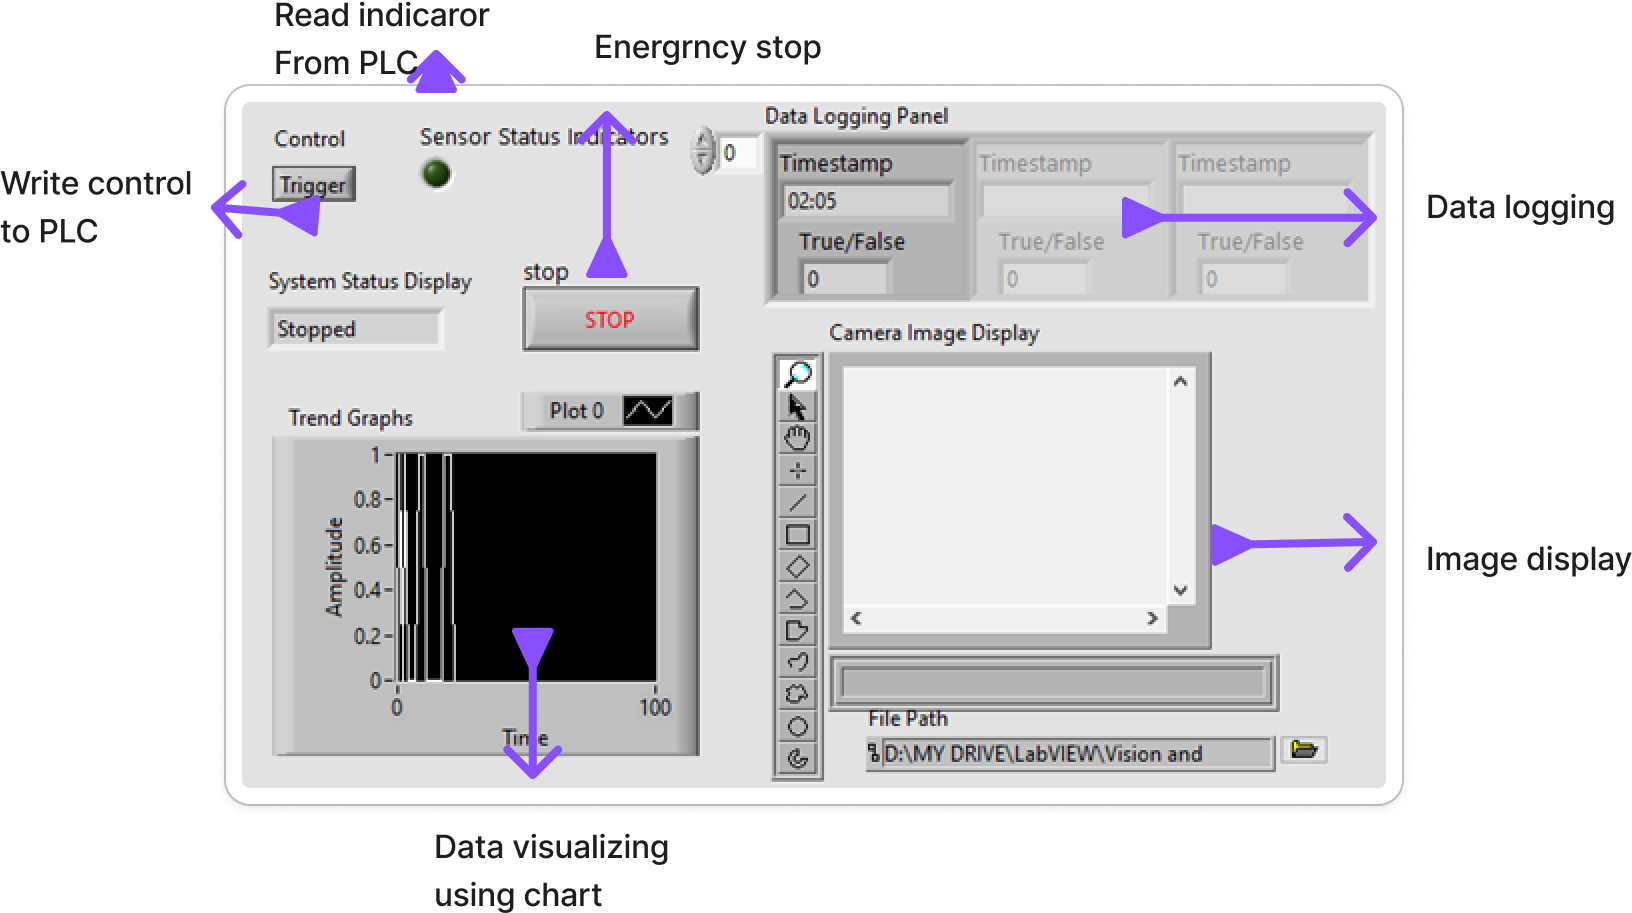 Read indicaror
From PLC
Energrncy stop
Data Logging Panel
Control
Sensor Status Indicators
0
Trigger
Timestamp
Timestamp
Timestamp
02:05
True/False
True/False
True/False
0
0
0
Write control
to PLC
Data logging
System Status Display
Stopped
stop
STOP
Camera Image Display
Trend Graphs
Plot 0
1
0.8
0.6
0.4
0.2
0
Amplitude
0
100
Time
Image display
File Path
D:\MY DRIVE\LabVIEW\Vision and
Data visualizing
using chart